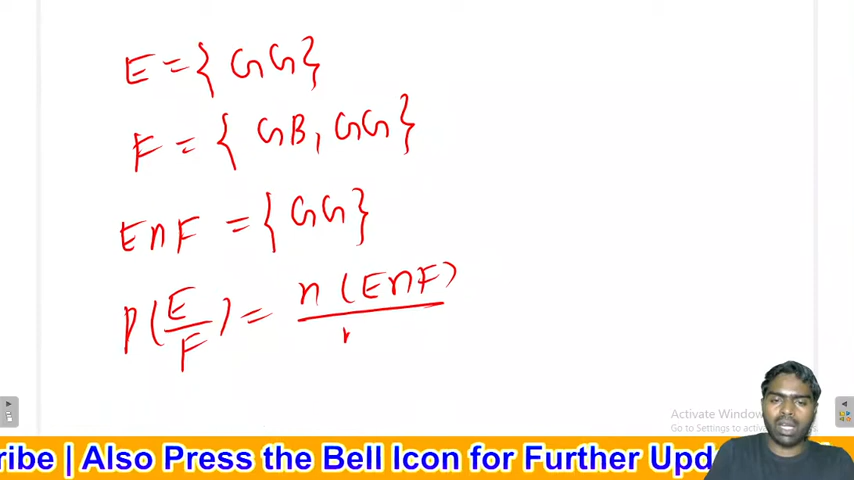 E = { GG }
F = { GB, GG }
E∩F = { GG }
P(E/F) = n(E∩F)
Activate Window
Go to Settings to activ
ribe | Also Press the Bell Icon for Further Upd